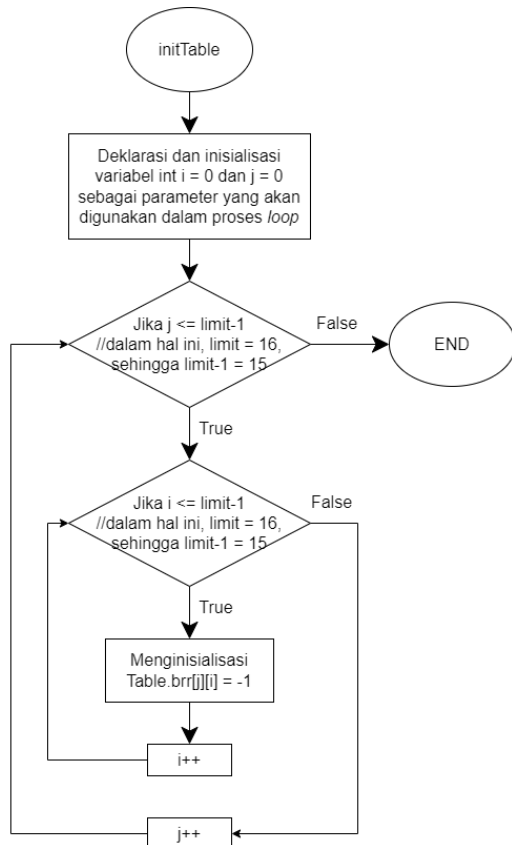 initTable
Deklarasi dan inisialisasi
variabel int i = 0 dan j = 0
sebagai parameter yang akan
digunakan dalam proses loop
Jika j <= limit-1
//dalam hal ini, limit = 16,
sehingga limit-1 = 15
False
END
True
Jika i <= limit-1
//dalam hal ini, limit = 16,
sehingga limit-1 = 15
False
True
Menginisialisasi
Table.brr[j][i] = -1
i++
j++